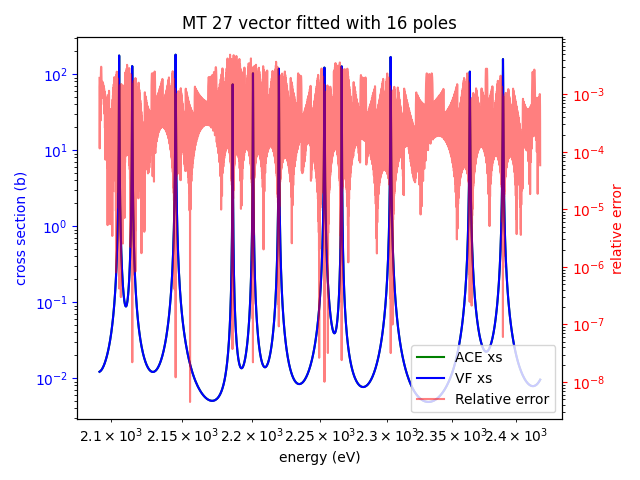 MT 27 vector fitted with 16 poles
cross section (b)
10²
10¹
10⁰
10⁻¹
10⁻²
10⁻³
10⁻⁴
10⁻⁵
10⁻⁶
10⁻⁷
10⁻⁸
relative error
ACE xs
VF xs
Relative error
2.1 × 10³ 2.15 × 10³ 2.2 × 10³ 2.25 × 10³ 2.3 × 10³ 2.35 × 10³ 2.4 × 10³
energy (eV)